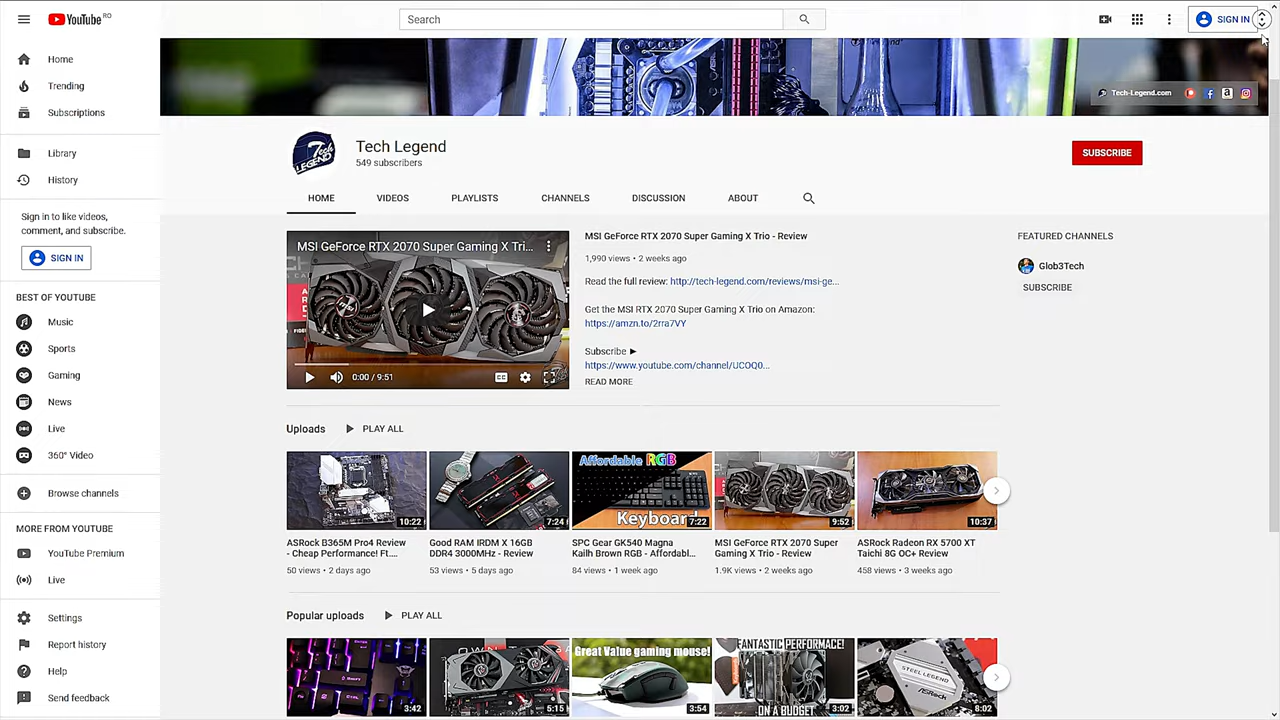 YouTube RO
Search
SIGN IN
Home
Trending
Subscriptions
Library
History
Sign in to like videos,
comment, and subscribe.
SIGN IN
BEST OF YOUTUBE
Music
Sports
Gaming
News
Live
360° Video
Browse channels
MORE FROM YOUTUBE
YouTube Premium
Live
Settings
Report history
Help
Send feedback
Tech-Legend.com
Tech LEGEND
Tech Legend
549 subscribers
SUBSCRIBE
HOME
VIDEOS
PLAYLISTS
CHANNELS
DISCUSSION
ABOUT
MSI GeForce RTX 2070 Super Gaming X Tri...
0:00 / 9:51
CC
MSI GeForce RTX 2070 Super Gaming X Trio - Review
1,990 views • 2 weeks ago
Read the full review: http://tech-legend.com/reviews/msi-ge...
Get the MSI RTX 2070 Super Gaming X Trio on Amazon:
https://amzn.to/2rra7VY
Subscribe ►
https://www.youtube.com/channel/UCOQ0...
READ MORE
FEATURED CHANNELS
Glob3Tech
SUBSCRIBE
Uploads
PLAY ALL
10:22
ASRock B365M Pro4 Review
- Cheap Performance! Ft....
50 views • 2 days ago
7:24
Good RAM IRDM X 16GB
DDR4 3000MHz - Review
53 views • 5 days ago
Affordable RGB
Keyboard
7:22
SPC Gear GK540 Magna
Kailh Brown RGB - Affordabl...
84 views • 1 week ago
9:52
MSI GeForce RTX 2070 Super
Gaming X Trio - Review
1.9K views • 2 weeks ago
10:37
ASRock Radeon RX 5700 XT
Taichi 8G OC+ Review
458 views • 3 weeks ago
Popular uploads
PLAY ALL
3:42
5:15
Great Value gaming mouse!
3:54
FANTASTIC PERFORMACE!
ON A BUDGET
3:02
STEEL LEGEND
ASRock
8:02